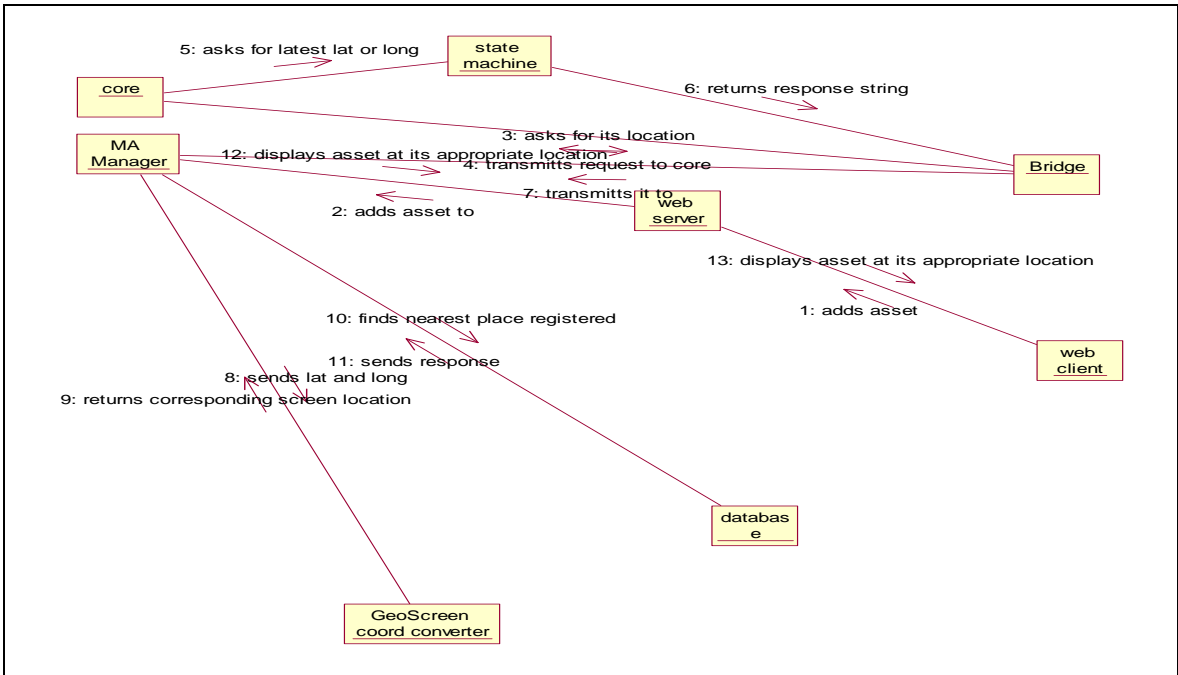 5: asks for latest lat or long
state
machine
core
6: returns response string
MA
Manager
3: asks for its location
12: displays asset at its appropriate location
4: transmitts request to core
Bridge
7: transmitts it to
web
server
2: adds asset to
13: displays asset at its appropriate location
1: adds asset
10: finds nearest place registered
11: sends response
web
client
8: sends lat and long
9: returns corresponding screen location
databas
e
GeoScreen
coord converter